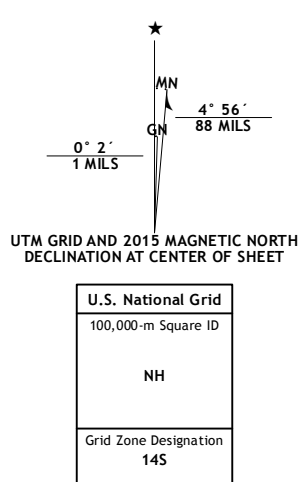 ★
MN
4° 56´
88 MILS
GN
0° 2´
1 MILS
UTM GRID AND 2015 MAGNETIC NORTH
DECLINATION AT CENTER OF SHEET
U.S. National Grid
100,000-m Square ID
NH
Grid Zone Designation
14S